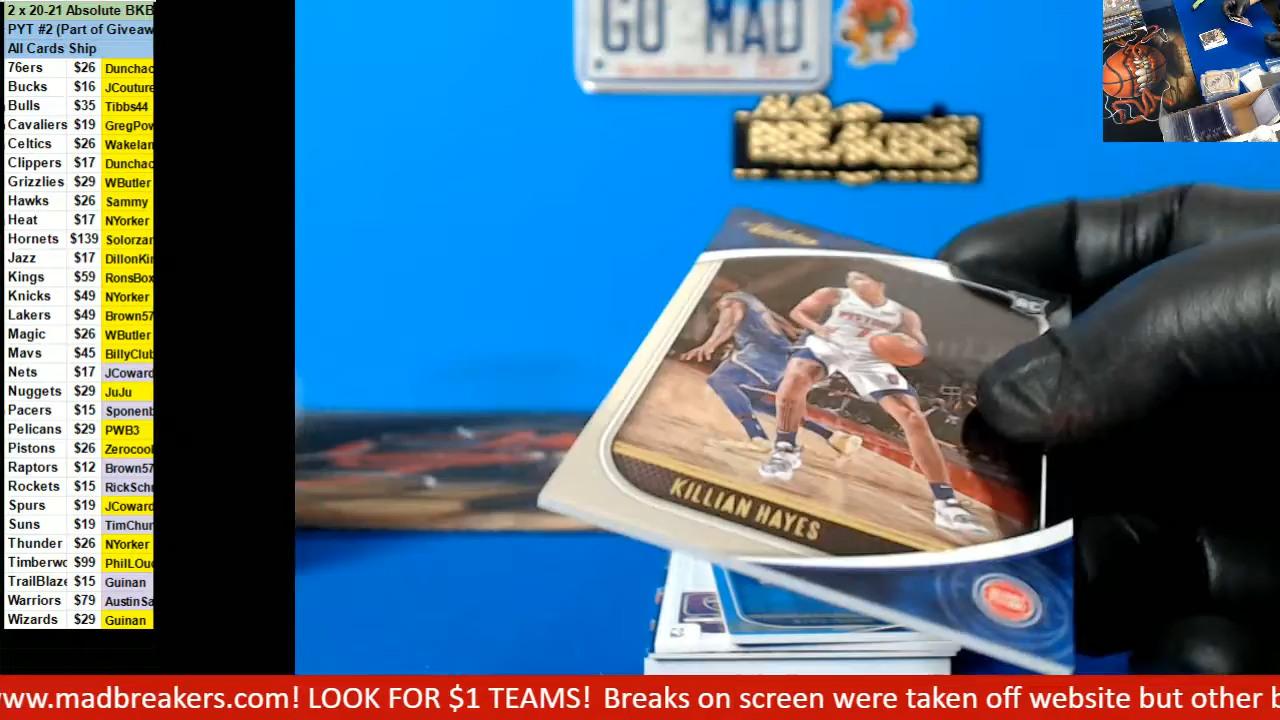 2 x 20-21 Absolute BKB
PYT #2 (Part of Giveaw
All Cards Ship
76ers $26 Dunchac
Bucks $16 JCouture
Bulls $35 Tibbs44
Cavaliers $19 GregPow
Celtics $26 Wakelan
Clippers $17 Dunchac
Grizzlies $29 WButler
Hawks $26 Sammy
Heat $17 NYorker
Hornets $139 Solorzan
Jazz $17 DillonKin
Kings $59 RonsBox
Knicks $49 NYorker
Lakers $49 Brown57
Magic $26 WButler
Mavs $45 BillyClub
Nets $17 JCoward
Nuggets $29 JuJu
Pacers $15 Sponenb
Pelicans $29 PWB3
Pistons $26 Zerocool
Raptors $12 Brown57
Rockets $15 RickSchr
Spurs $19 JCoward
Suns $19 TimChur
Thunder $26 NYorker
Timberwo $99 PhilLOuc
TrailBlaze $15 Guinan
Warriors $79 AustinSa
Wizards $29 Guinan
GO MAD
BREAKERS
RC
PISTONS
KILLIAN HAYES
www.madbreakers.com! LOOK FOR $1 TEAMS! Breaks on screen were taken off website but other b